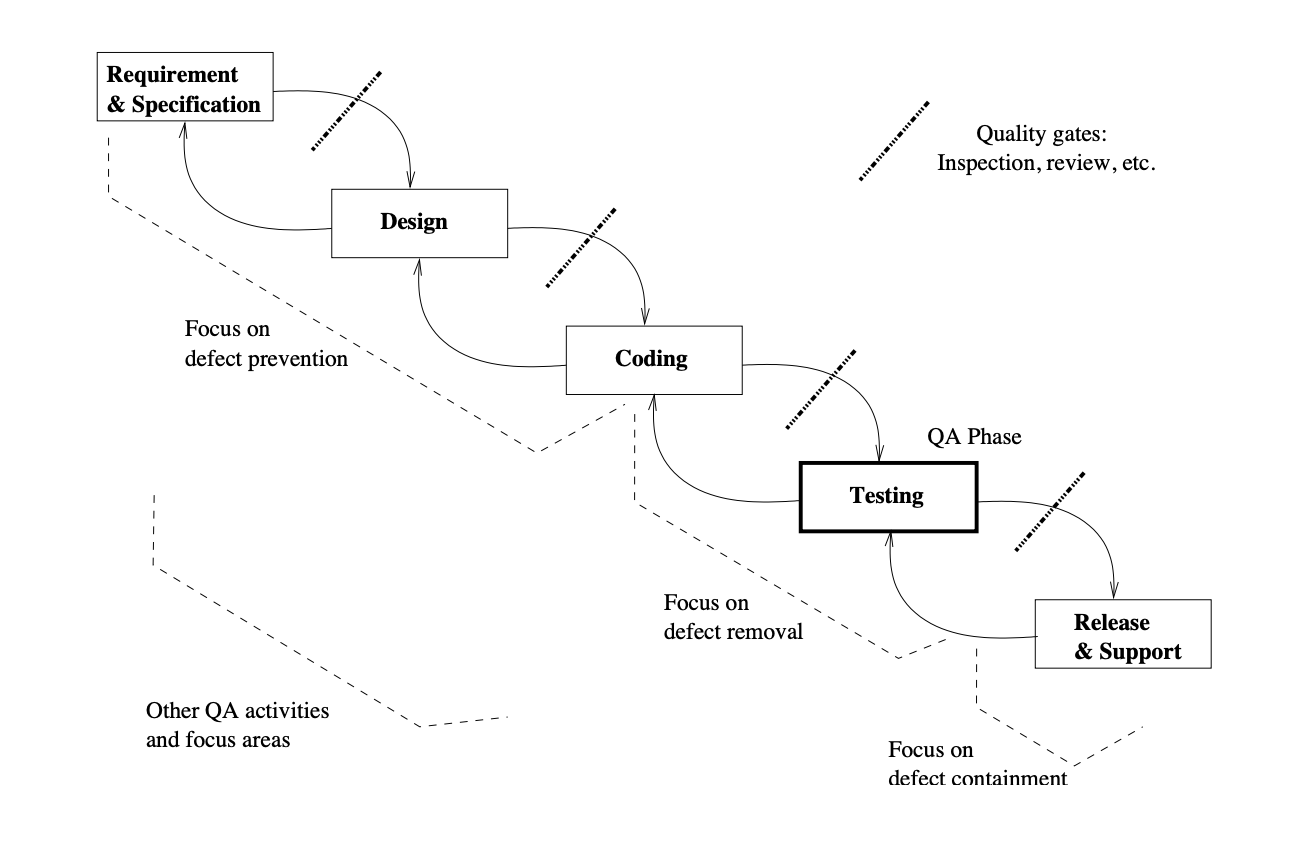 Requirement
& Specification
Quality gates:
Inspection, review, etc.
Design
Focus on
defect prevention
Coding
QA Phase
Testing
Focus on
defect removal
Release
& Support
Other QA activities
and focus areas
Focus on
defect containment